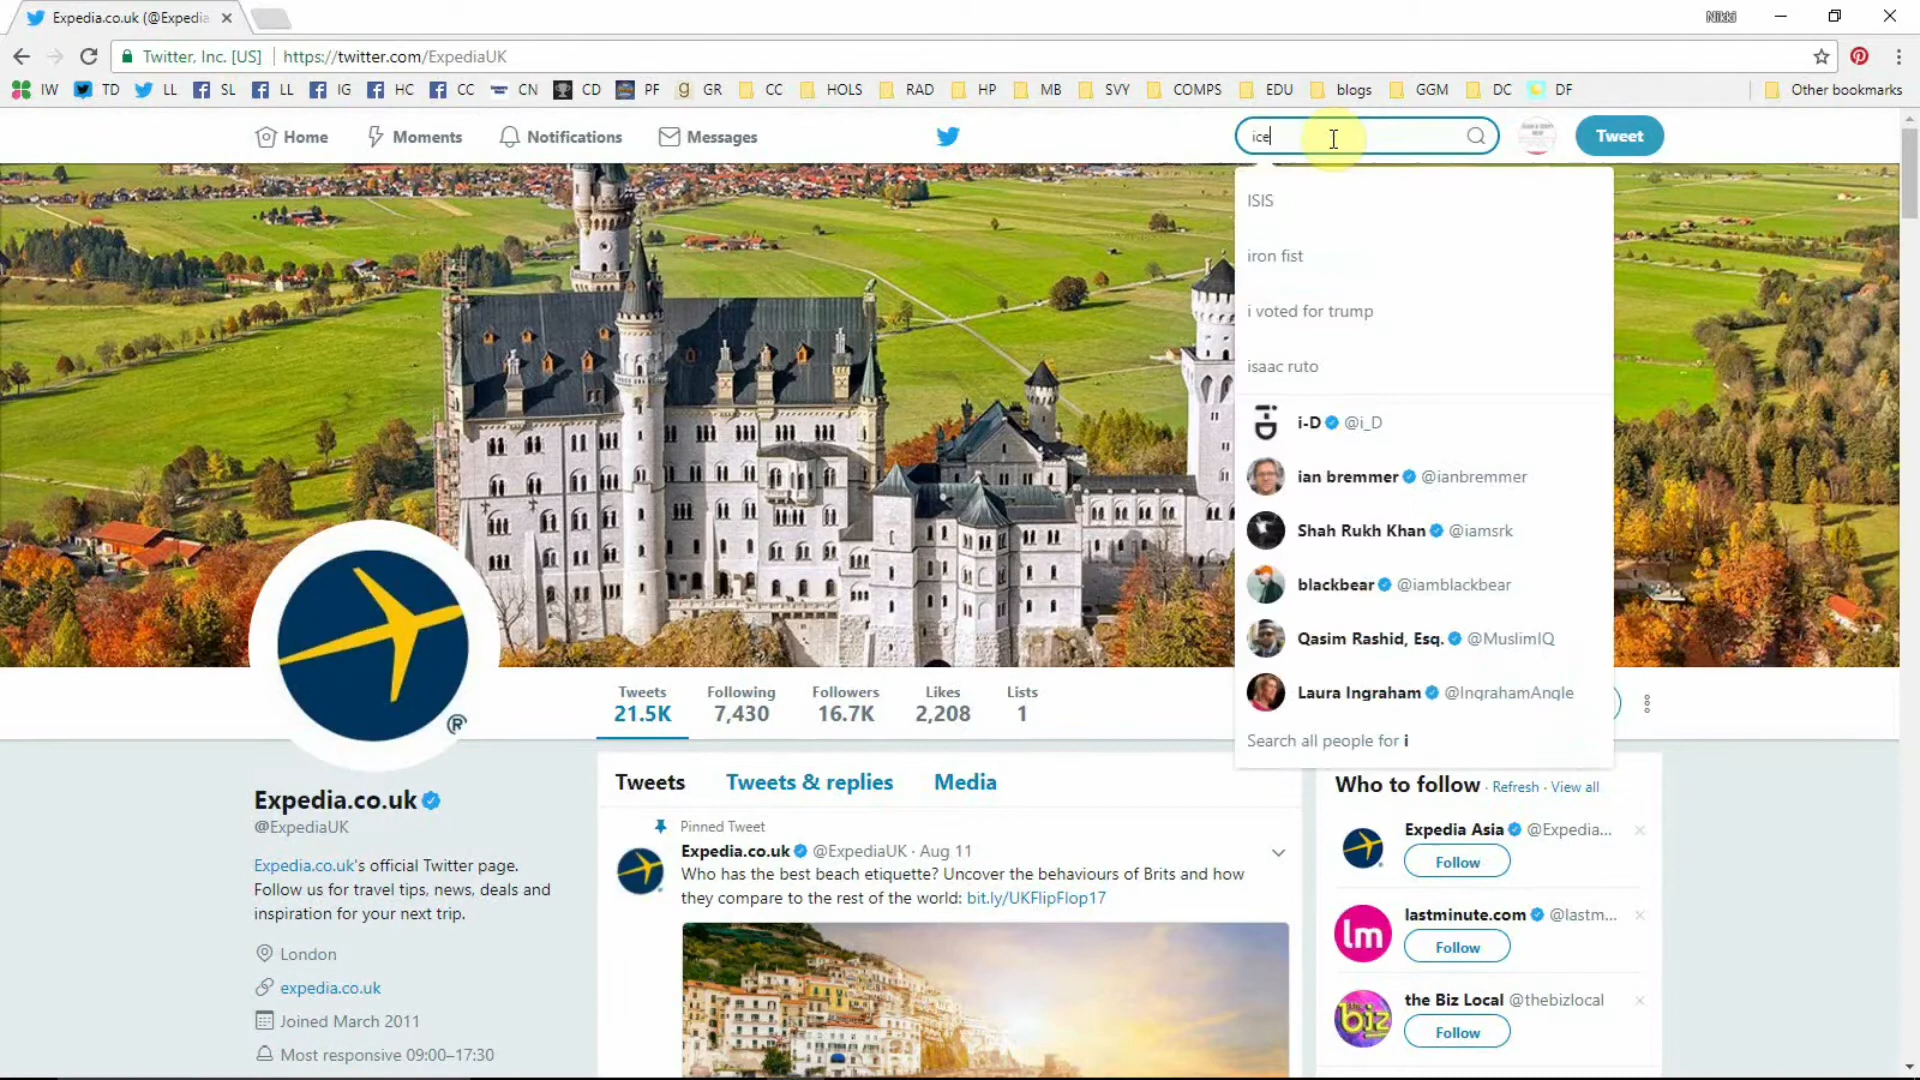 Expedia.co.uk (@Expedia
Nikki
Twitter, Inc. [US]
https://twitter.com/ExpediaUK
IW TD LL SL LL IG HC CC CN CD PF GR CC HOLS RAD HP MB SVY COMPS EDU blogs GGM DC DF Other bookmarks
Home Moments Notifications Messages
ice
Tweet
ISIS
iron fist
i voted for trump
isaac ruto
i-D @i_D
ian bremmer @ianbremmer
Shah Rukh Khan @iamsrk
blackbear @iamblackbear
Qasim Rashid, Esq. @MuslimIQ
Laura Ingraham @IngrahamAngle
Search all people for i
®
Tweets Following Followers Likes Lists
21.5K 7,430 16.7K 2,208 1
Expedia.co.uk
@ExpediaUK
Expedia.co.uk's official Twitter page.
Follow us for travel tips, news, deals and
inspiration for your next trip.
London
expedia.co.uk
Joined March 2011
Most responsive 09:00–17:30
Tweets Tweets & replies Media
Pinned Tweet
Expedia.co.uk @ExpediaUK · Aug 11
Who has the best beach etiquette? Uncover the behaviours of Brits and how
they compare to the rest of the world: bit.ly/UKFlipFlop17
Who to follow · Refresh · View all
Expedia Asia @Expedia...
Follow
lm
lastminute.com @lastm...
Follow
the biz
the Biz Local @thebizlocal
Follow